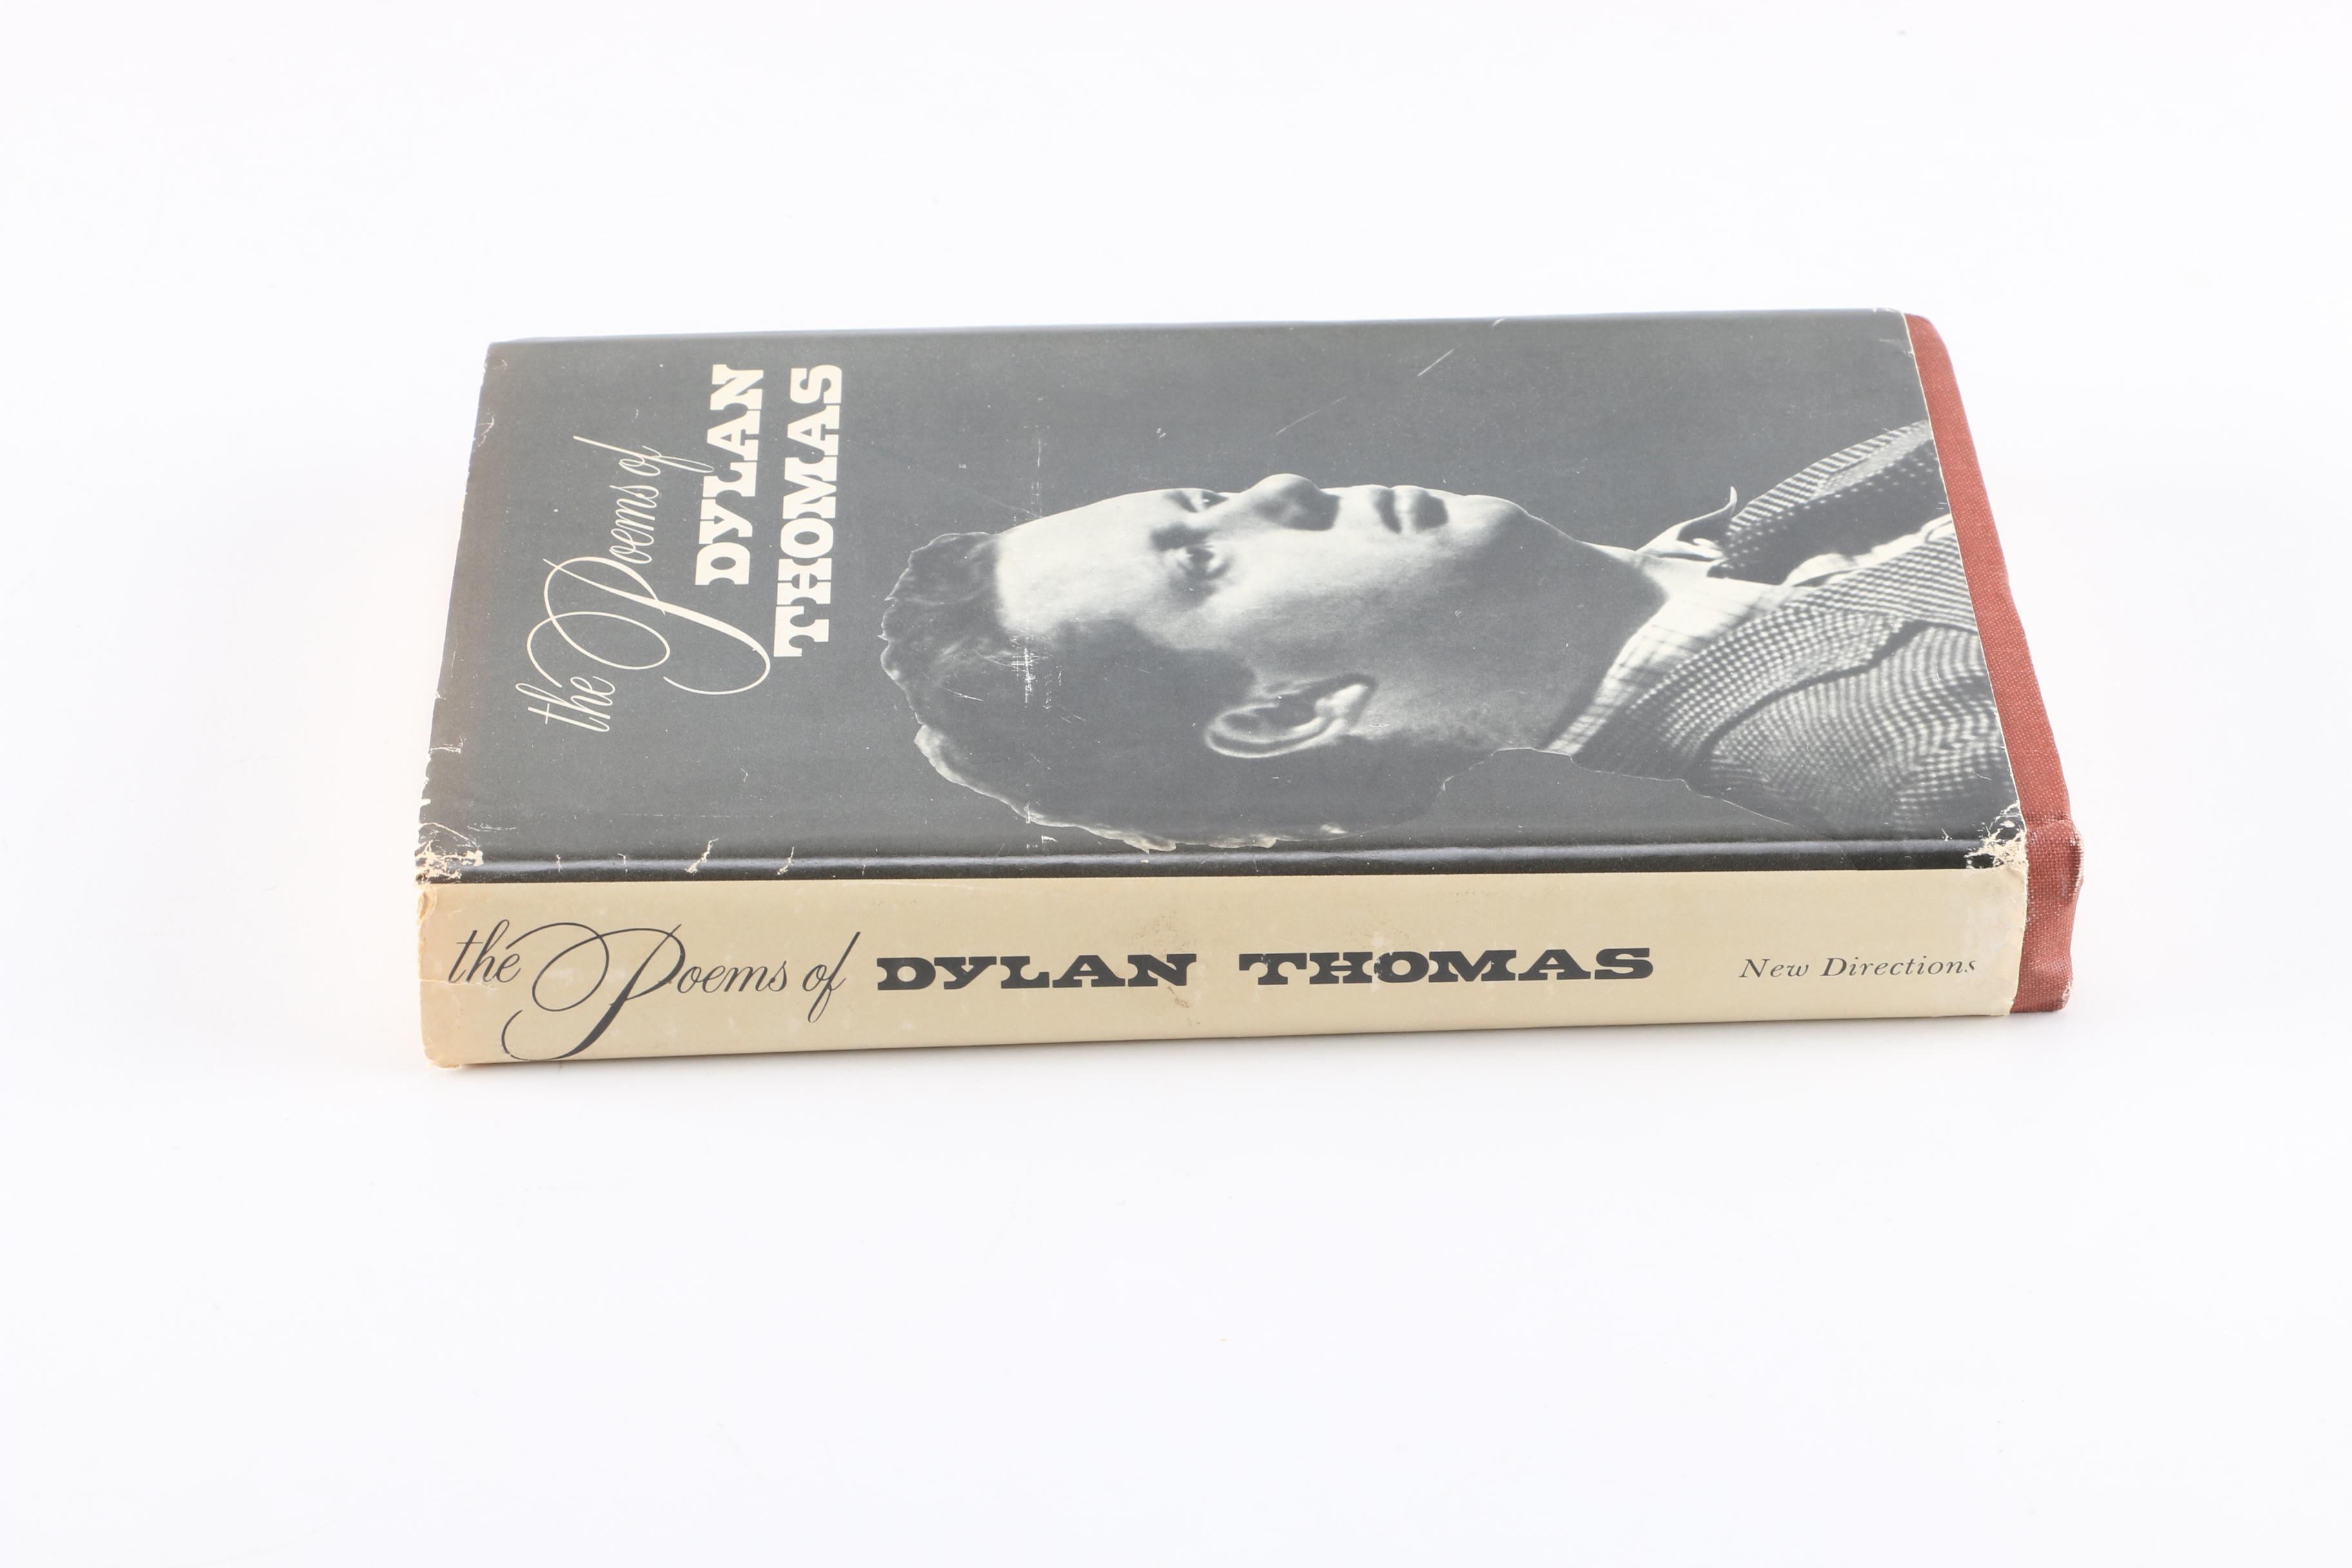 the Poems of
DYLAN
THOMAS
the Poems of DYLAN THOMAS New Directions